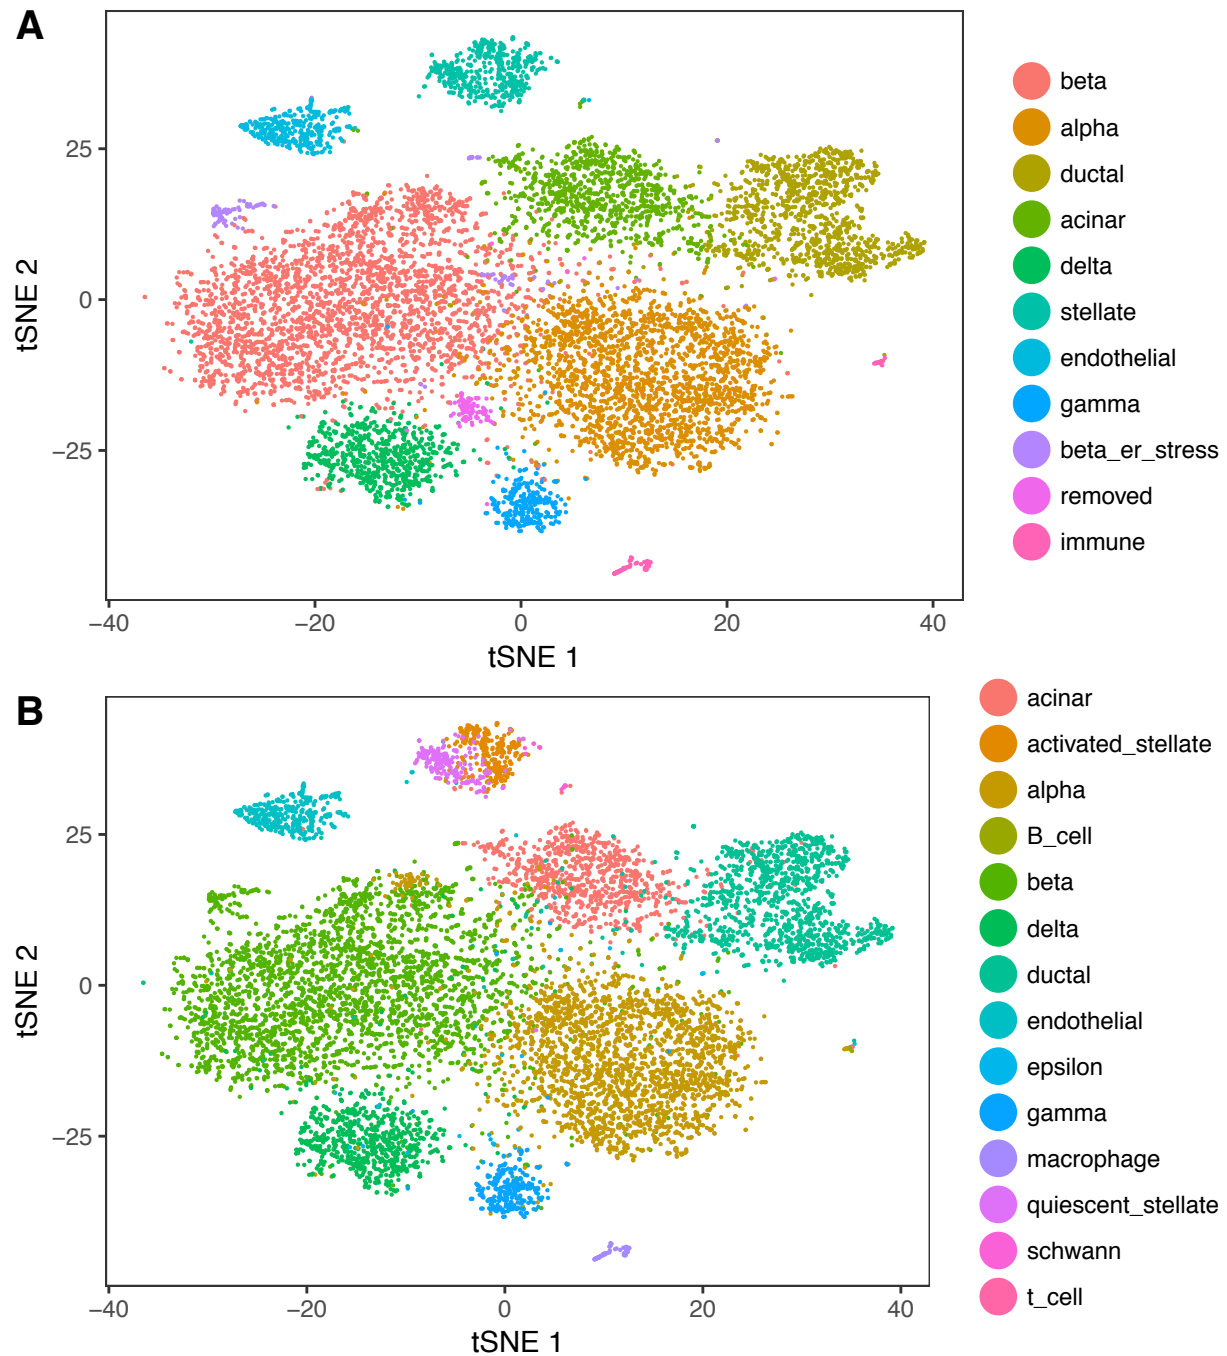 A
tSNE 2
25
0
−25
−40
−20
0
20
40
tSNE 1
beta
alpha
ductal
acinar
delta
stellate
endothelial
gamma
beta_er_stress
removed
immune
B
tSNE 2
25
0
−25
−40
−20
0
20
40
tSNE 1
acinar
activated_stellate
alpha
B_cell
beta
delta
ductal
endothelial
epsilon
gamma
macrophage
quiescent_stellate
schwann
t_cell